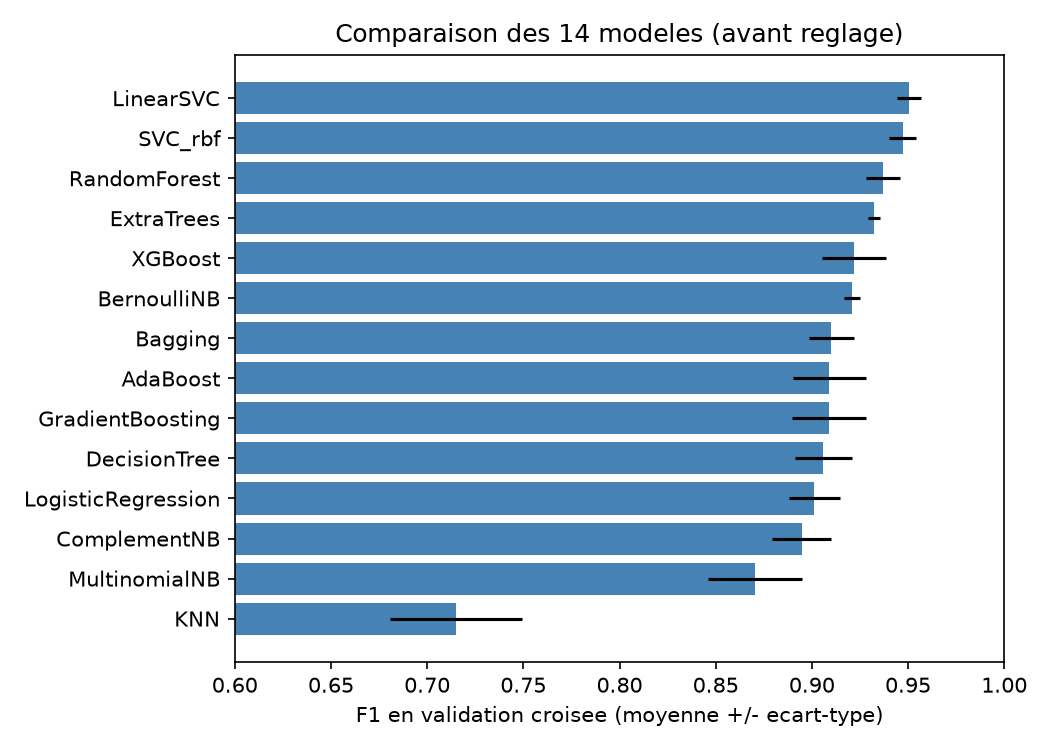 Comparaison des 14 modeles (avant reglage)
LinearSVC
SVC_rbf
RandomForest
ExtraTrees
XGBoost
BernoulliNB
Bagging
AdaBoost
GradientBoosting
DecisionTree
LogisticRegression
ComplementNB
MultinomialNB
KNN
0.60 0.65 0.70 0.75 0.80 0.85 0.90 0.95 1.00
F1 en validation croisee (moyenne +/- ecart-type)